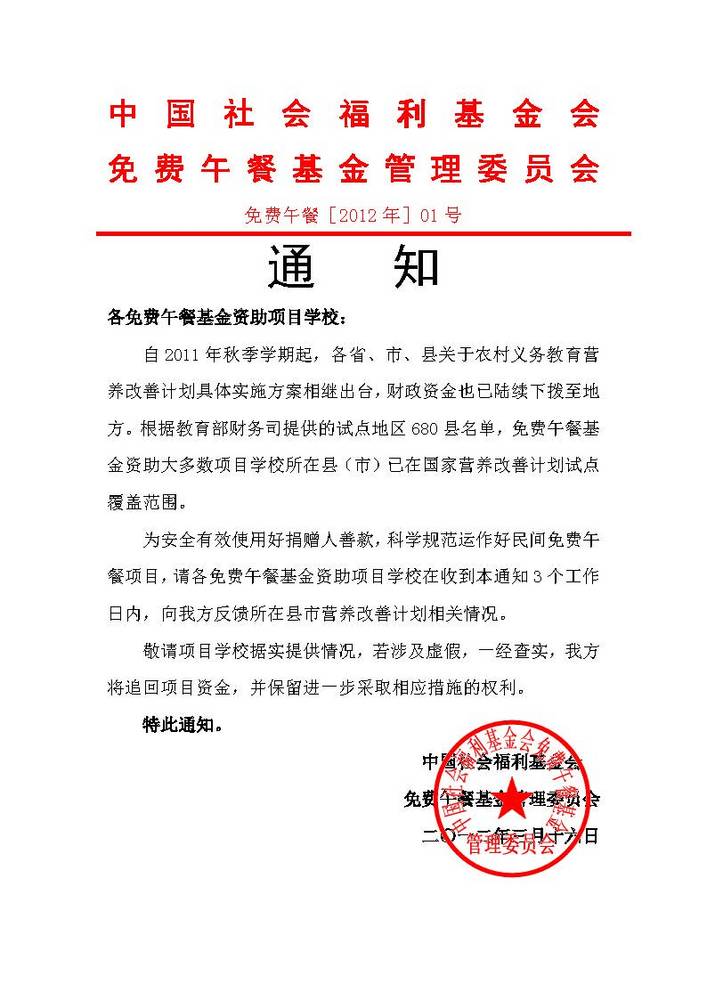 中国社会福利基金会
免费午餐基金管理委员会
免费午餐［2012年］01号
通 知
各免费午餐基金资助项目学校：
自2011年秋季学期起，各省、市、县关于农村义务教育营
养改善计划具体实施方案相继出台，财政资金也已陆续下拨至地
方。根据教育部财务司提供的试点地区680县名单，免费午餐基
金资助大多数项目学校所在县（市）已在国家营养改善计划试点
覆盖范围。
为安全有效使用好捐赠人善款，科学规范运作好民间免费午
餐项目，请各免费午餐基金资助项目学校在收到本通知3个工作
日内，向我方反馈所在县市营养改善计划相关情况。
敬请项目学校据实提供情况，若涉及虚假，一经查实，我方
将追回项目资金，并保留进一步采取相应措施的权利。
特此通知。
中国社会福利基金会
免费午餐基金管理委员会
二〇一二年三月十六日
中国社会福利基金会免费午餐基金
管理委员会